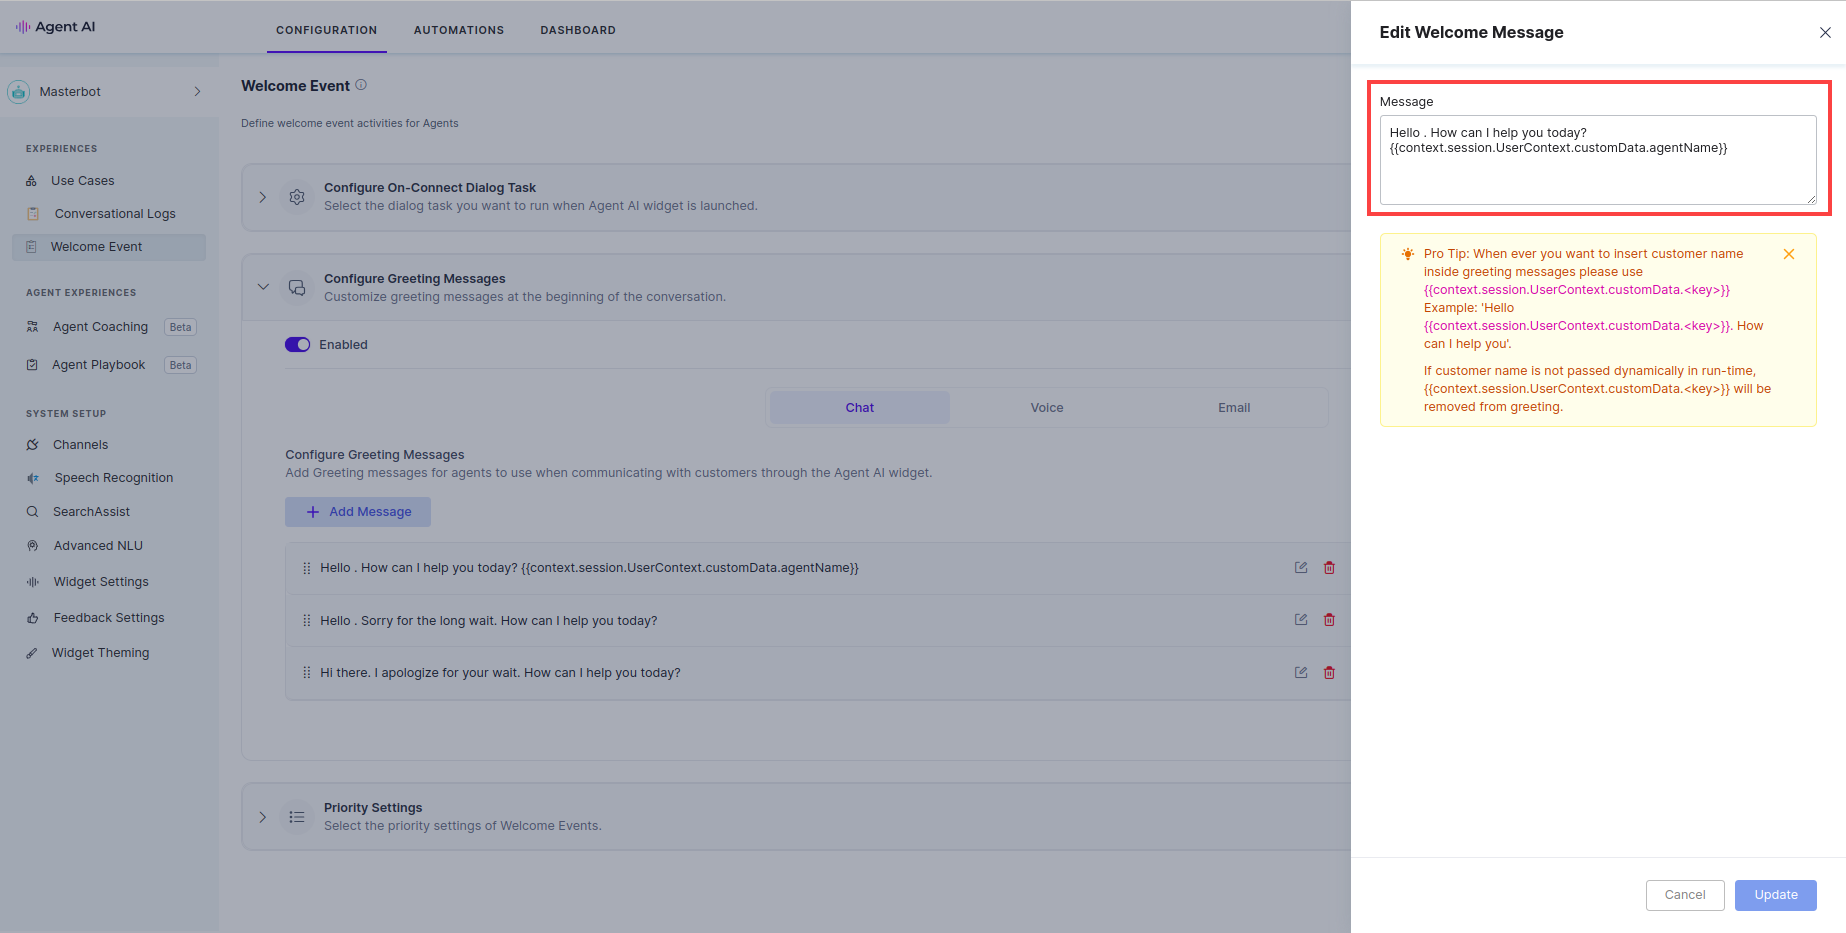 Agent AI
CONFIGURATION
AUTOMATIONS
DASHBOARD
Masterbot
EXPERIENCES
Use Cases
Conversational Logs
Welcome Event
AGENT EXPERIENCES
Agent Coaching Beta
Agent Playbook Beta
SYSTEM SETUP
Channels
Speech Recognition
SearchAssist
Advanced NLU
Widget Settings
Feedback Settings
Widget Theming
Welcome Event
Define welcome event activities for Agents
Configure On-Connect Dialog Task
Select the dialog task you want to run when Agent AI widget is launched.
Configure Greeting Messages
Customize greeting messages at the beginning of the conversation.
Enabled
Chat
Voice
Email
Configure Greeting Messages
Add Greeting messages for agents to use when communicating with customers through the Agent AI widget.
Add Message
Hello . How can I help you today? {{context.session.UserContext.customData.agentName}}
Hello . Sorry for the long wait. How can I help you today?
Hi there. I apologize for your wait. How can I help you today?
Priority Settings
Select the priority settings of Welcome Events.
Edit Welcome Message
Message
Hello . How can I help you today?
{{context.session.UserContext.customData.agentName}}
Pro Tip: When ever you want to insert customer name
inside greeting messages please use
{{context.session.UserContext.customData.<key>}}
Example: 'Hello
{{context.session.UserContext.customData.<key>}}. How
can I help you'.
If customer name is not passed dynamically in run-time,
{{context.session.UserContext.customData.<key>}} will be
removed from greeting.
Cancel
Update